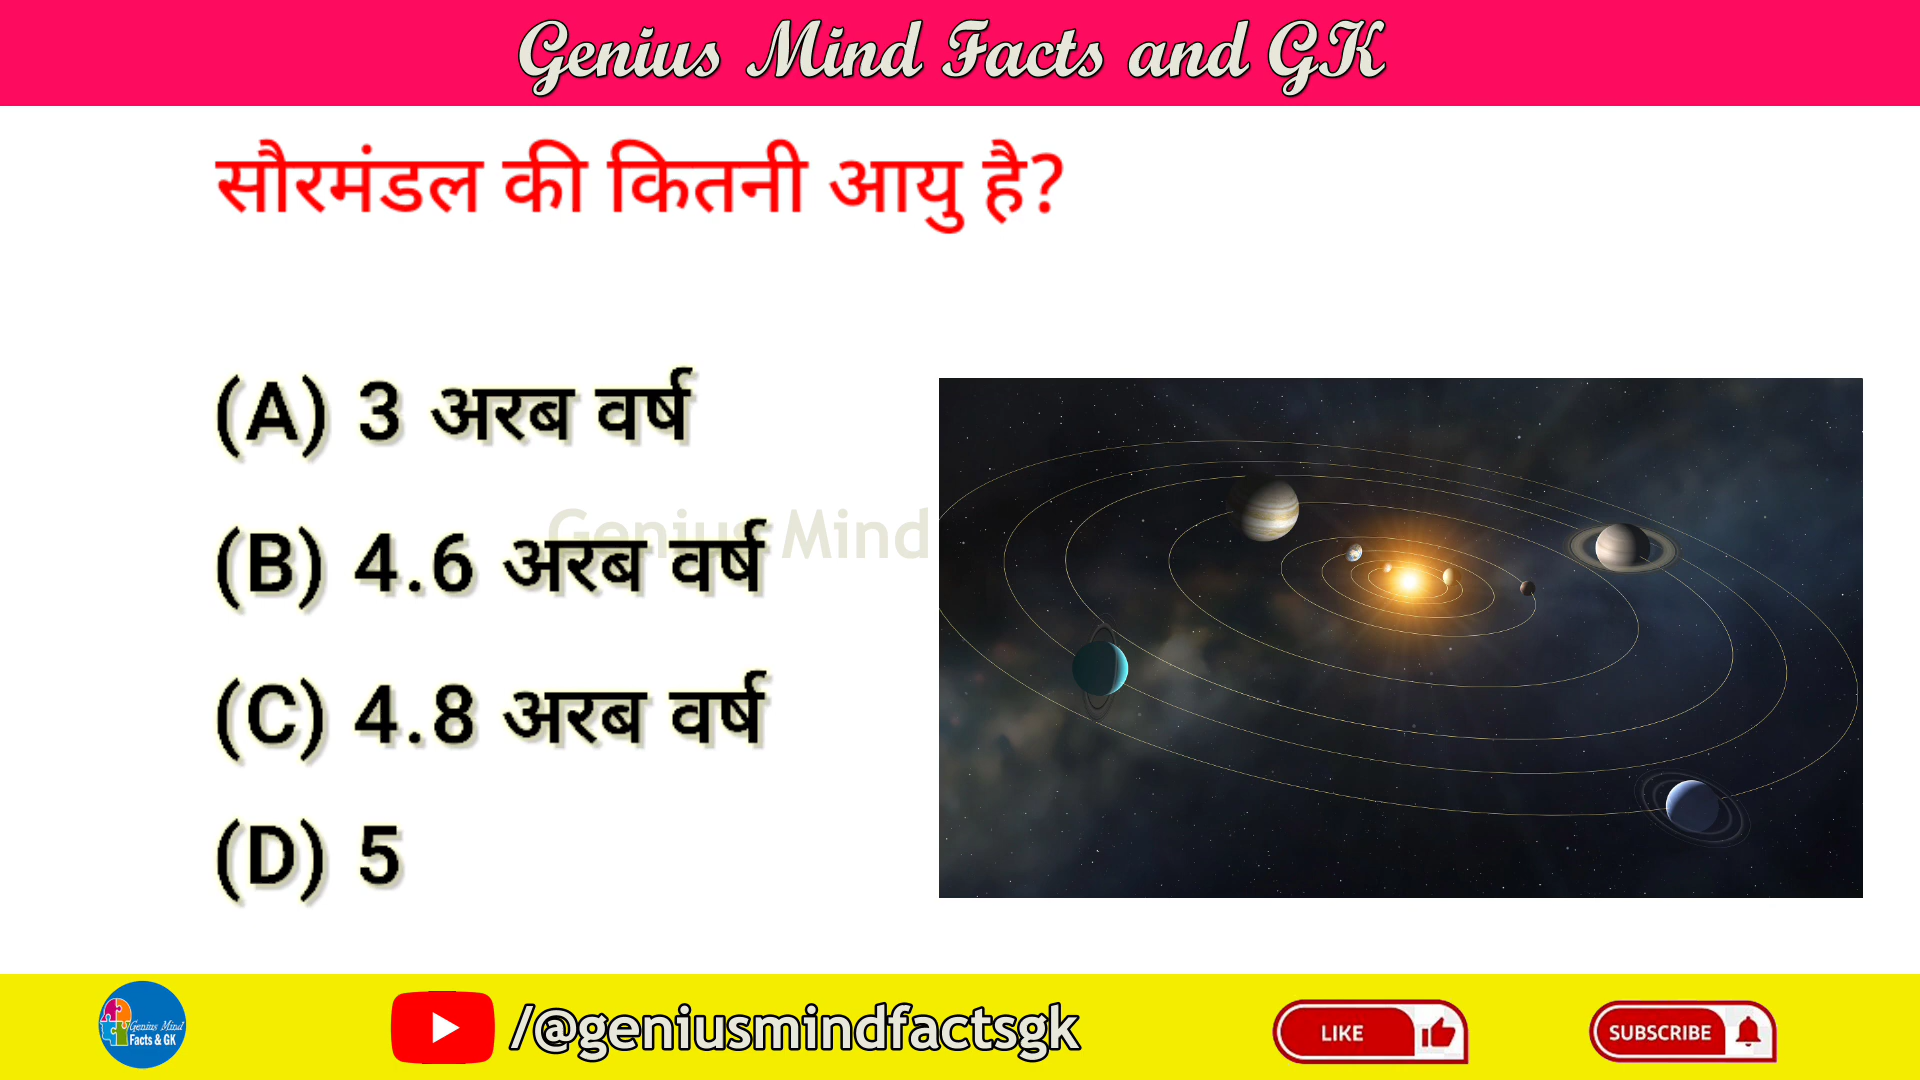 Genius Mind Facts and GK
सौरमंडल की कितनी आयु है?
(A) 3 अरब वर्ष
Genius Mind
(B) 4.6 अरब वर्ष
(C) 4.8 अरब वर्ष
(D) 5
Genius Mind
Facts & GK
/@geniusmindfactsgk
LIKE
SUBSCRIBE